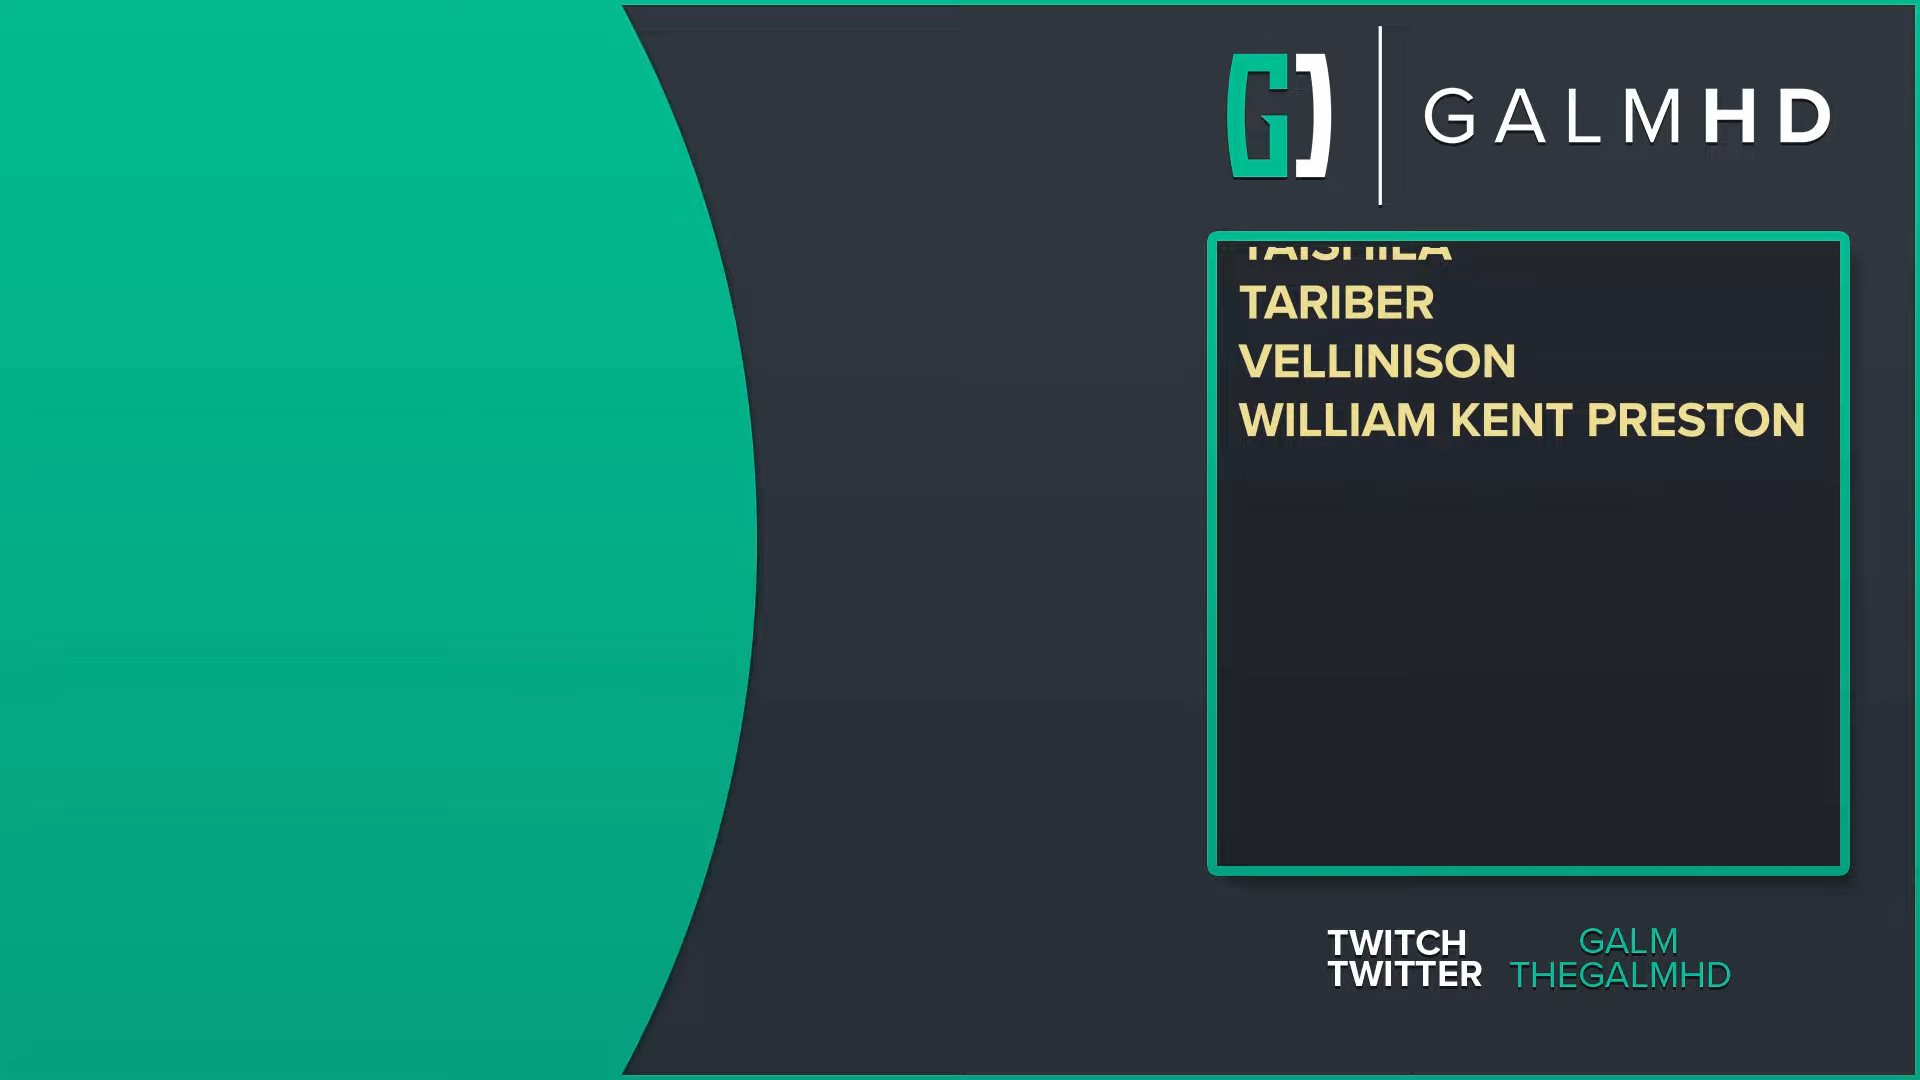 GALMHD
TARIBER
VELLINISON
WILLIAM KENT PRESTON
TWITCH GALM
TWITTER THEGALMHD